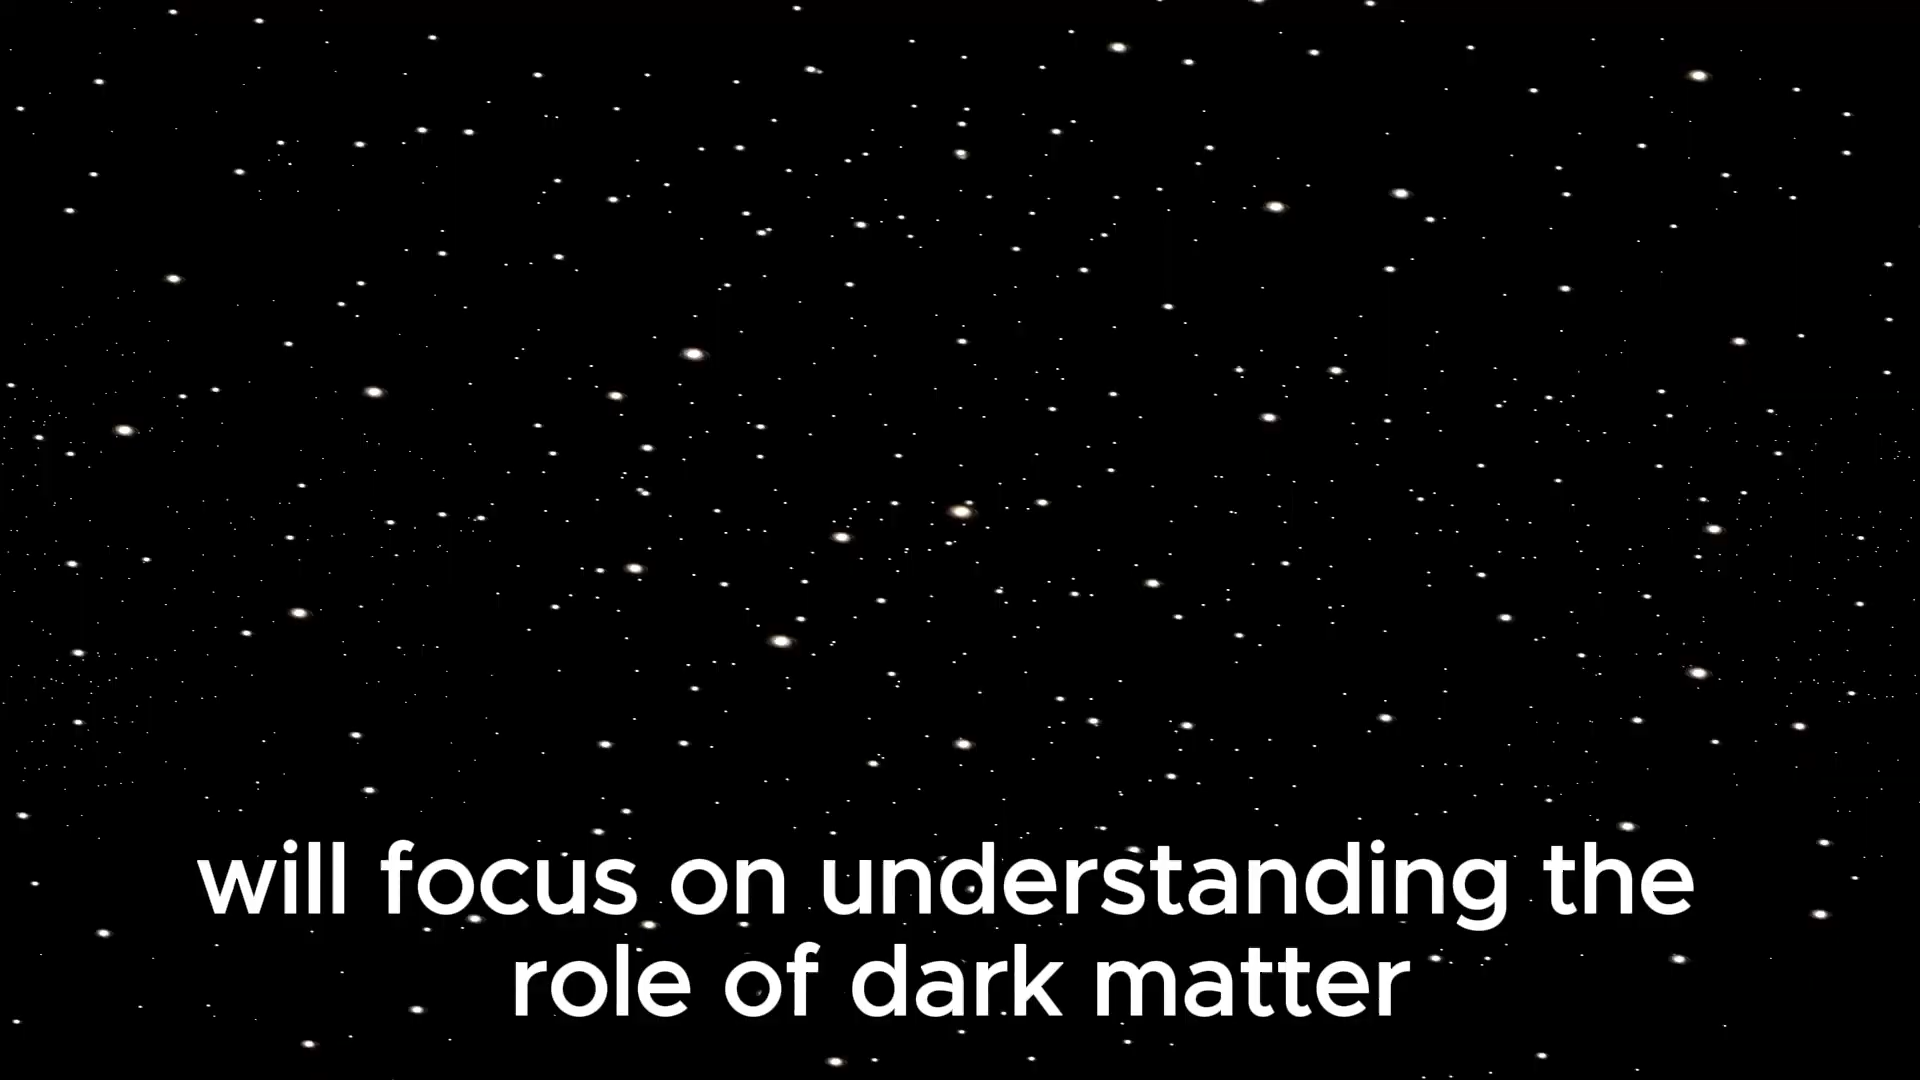 will focus on understanding the
role of dark matter